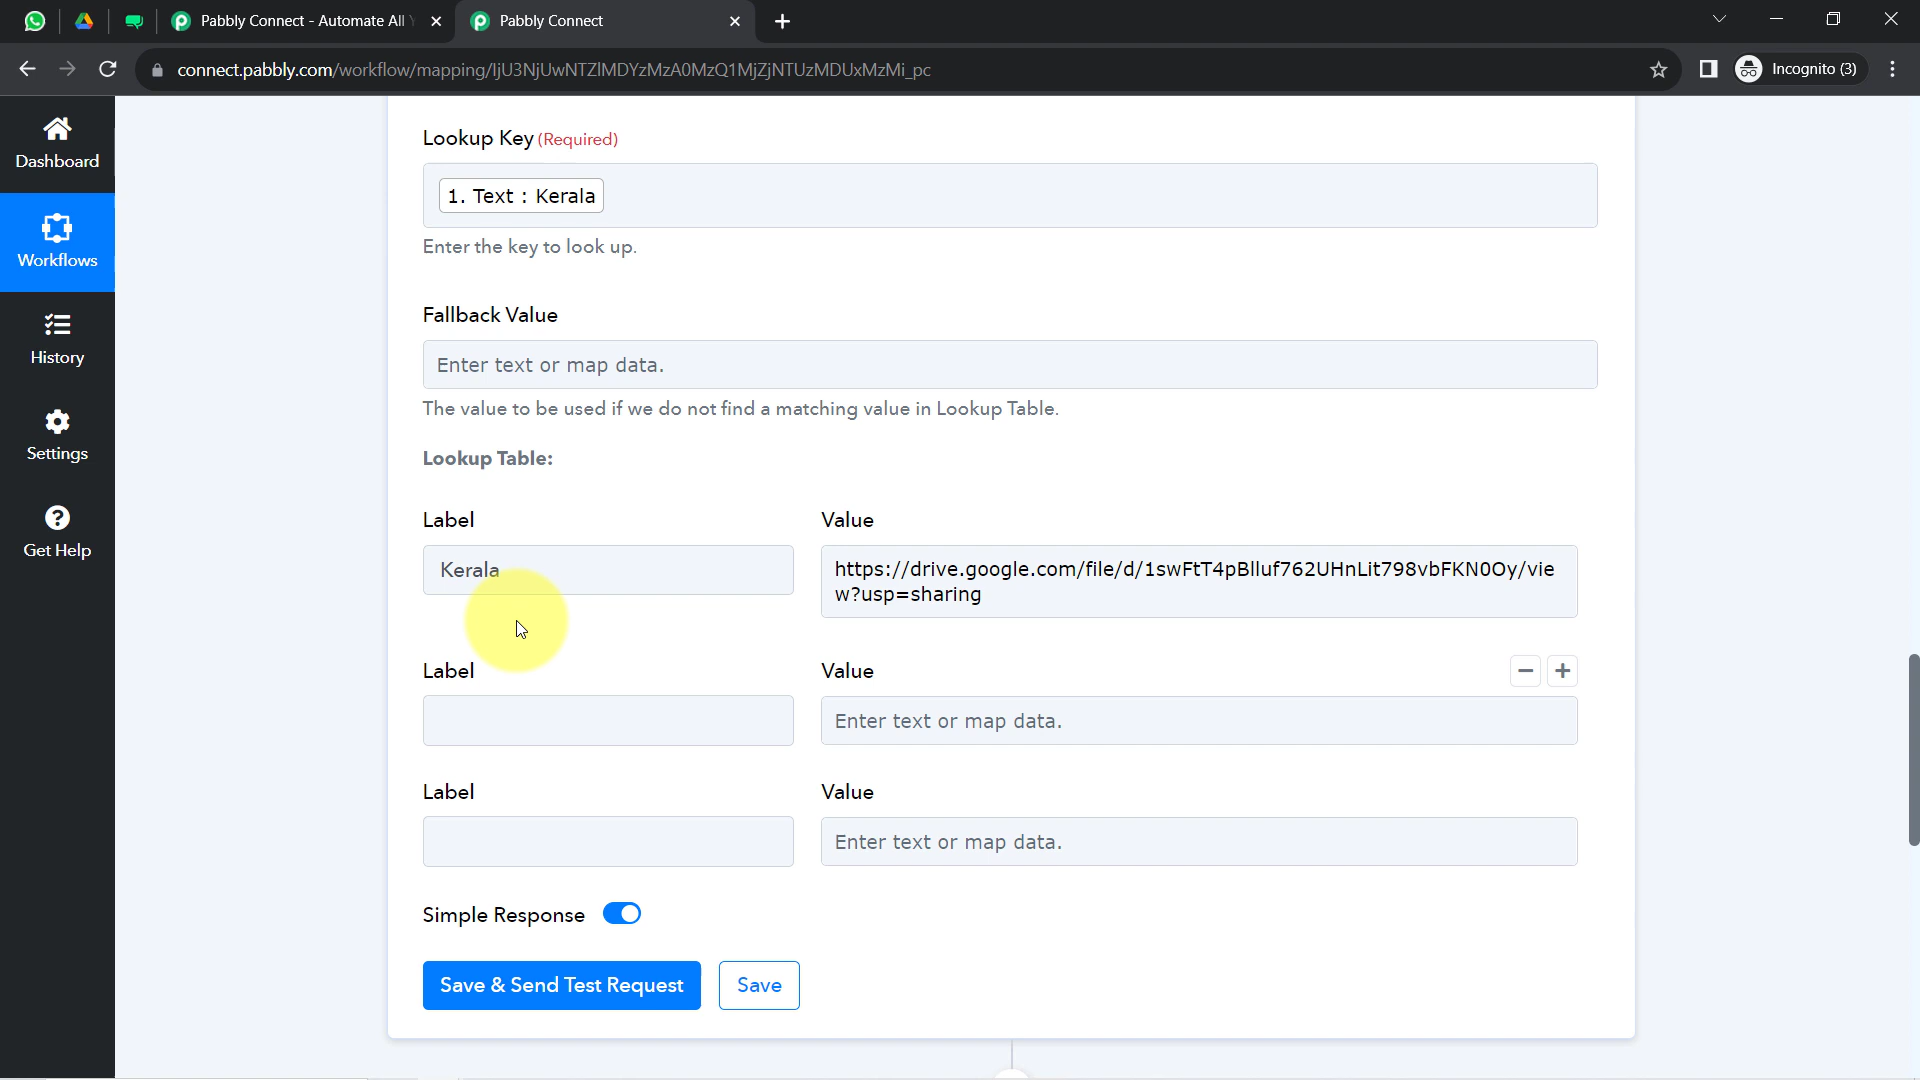 Pabbly Connect - Automate All Y
Pabbly Connect
connect.pabbly.com/workflow/mapping/IjU3NjUwNTZlMDYzMzA0MzQ1MjZjNTUzMDUxMzMi_pc
Incognito (3)
Dashboard
Workflows
History
Settings
Get Help
Lookup Key (Required)
1. Text : Kerala
Enter the key to look up.
Fallback Value
Enter text or map data.
The value to be used if we do not find a matching value in Lookup Table.
Lookup Table:
Label Value
Kerala
https://drive.google.com/file/d/1swFtT4pBlluf762UHnLit798vbFKN0Oy/vie
w?usp=sharing
Label Value
Enter text or map data.
Label Value
Enter text or map data.
Simple Response
Save & Send Test Request Save